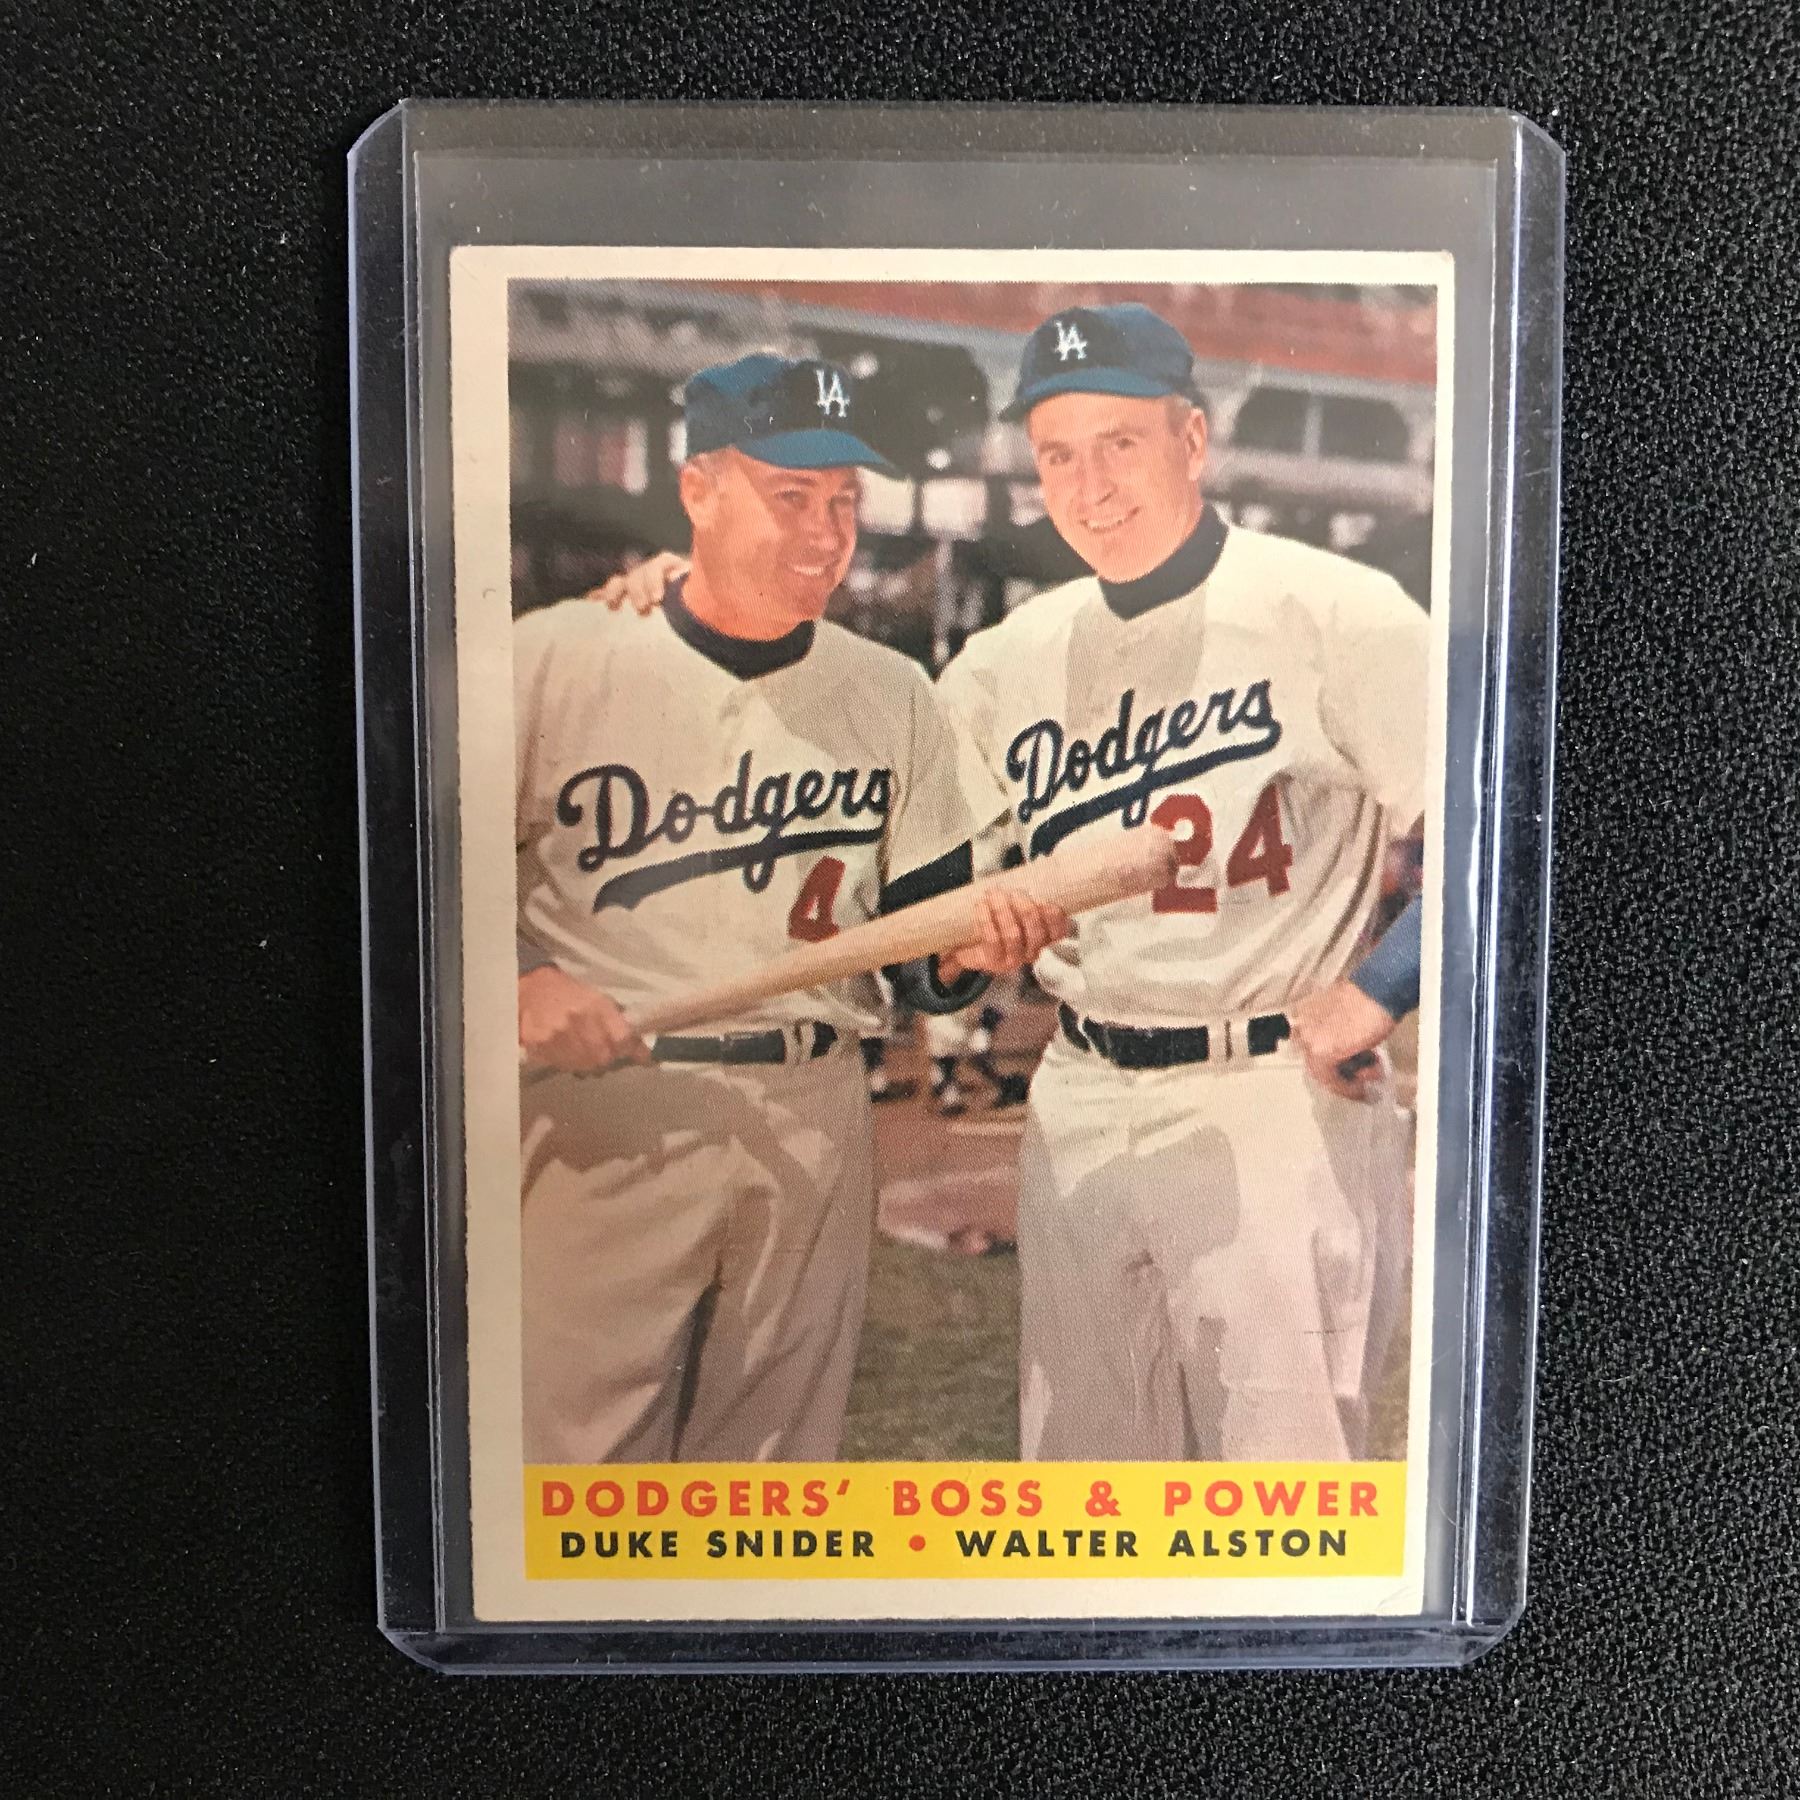 LA
LA
Dodgers
4
Dodgers
24
DODGERS' BOSS & POWER
DUKE SNIDER • WALTER ALSTON